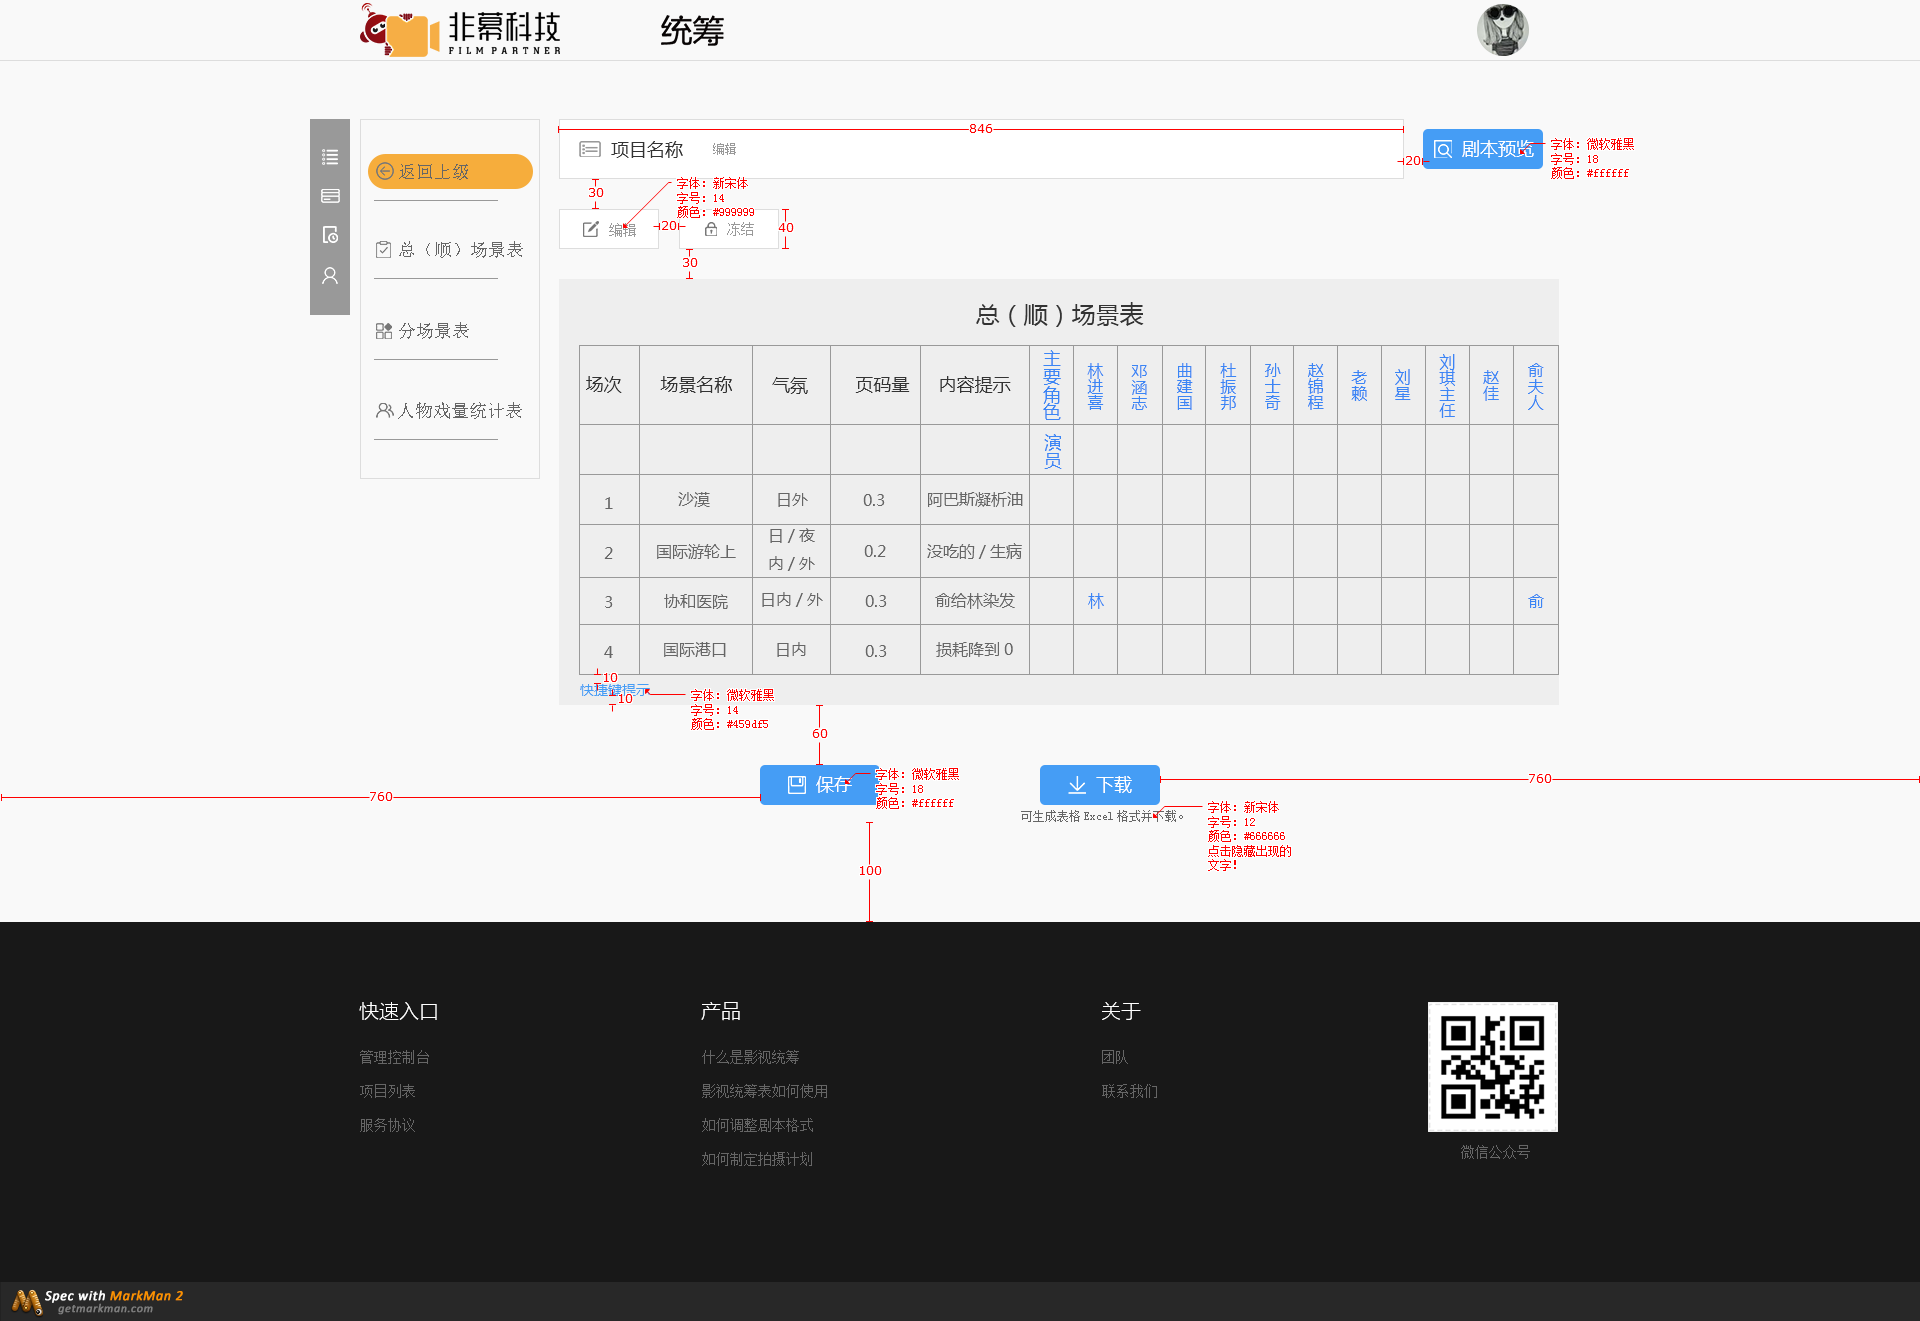 非幕科技
FILM PARTNER
统筹
846
项目名称
编辑
剧本预览
20
字体：微软雅黑
字号：18
颜色：#ffffff
返回上级
总（顺）场景表
分场景表
人物戏量统计表
30
字体：新宋体
字号：14
颜色：#999999
编辑
20
冻结
40
30
总（顺）场景表
场次 场景名称 气氛 页码量 内容提示 主要角色 林进喜 邓涵志 曲建国 杜振邦 孙士奇 赵锦程 老赖 刘星 刘琪主任 赵佳 俞夫人
演员
1 沙漠 日外 0.3 阿巴斯凝析油
2 国际游轮上 日 / 夜 内 / 外 0.2 没吃的 / 生病
3 协和医院 日内 / 外 0.3 俞给林染发 林 俞
4 国际港口 日内 0.3 损耗降到 0
10
快捷键提示
10
字体：微软雅黑
字号：14
颜色：#459df5
60
保存
字体：微软雅黑
字号：18
颜色：#ffffff
下载
760
760
可生成表格 Excel 格式并下载。
字体：新宋体
字号：12
颜色：#666666
点击隐藏出现的
文字！
100
快速入口
管理控制台
项目列表
服务协议
产品
什么是影视统筹
影视统筹表如何使用
如何调整剧本格式
如何制定拍摄计划
关于
团队
联系我们
微信公众号
Spec with MarkMan 2
getmarkman.com